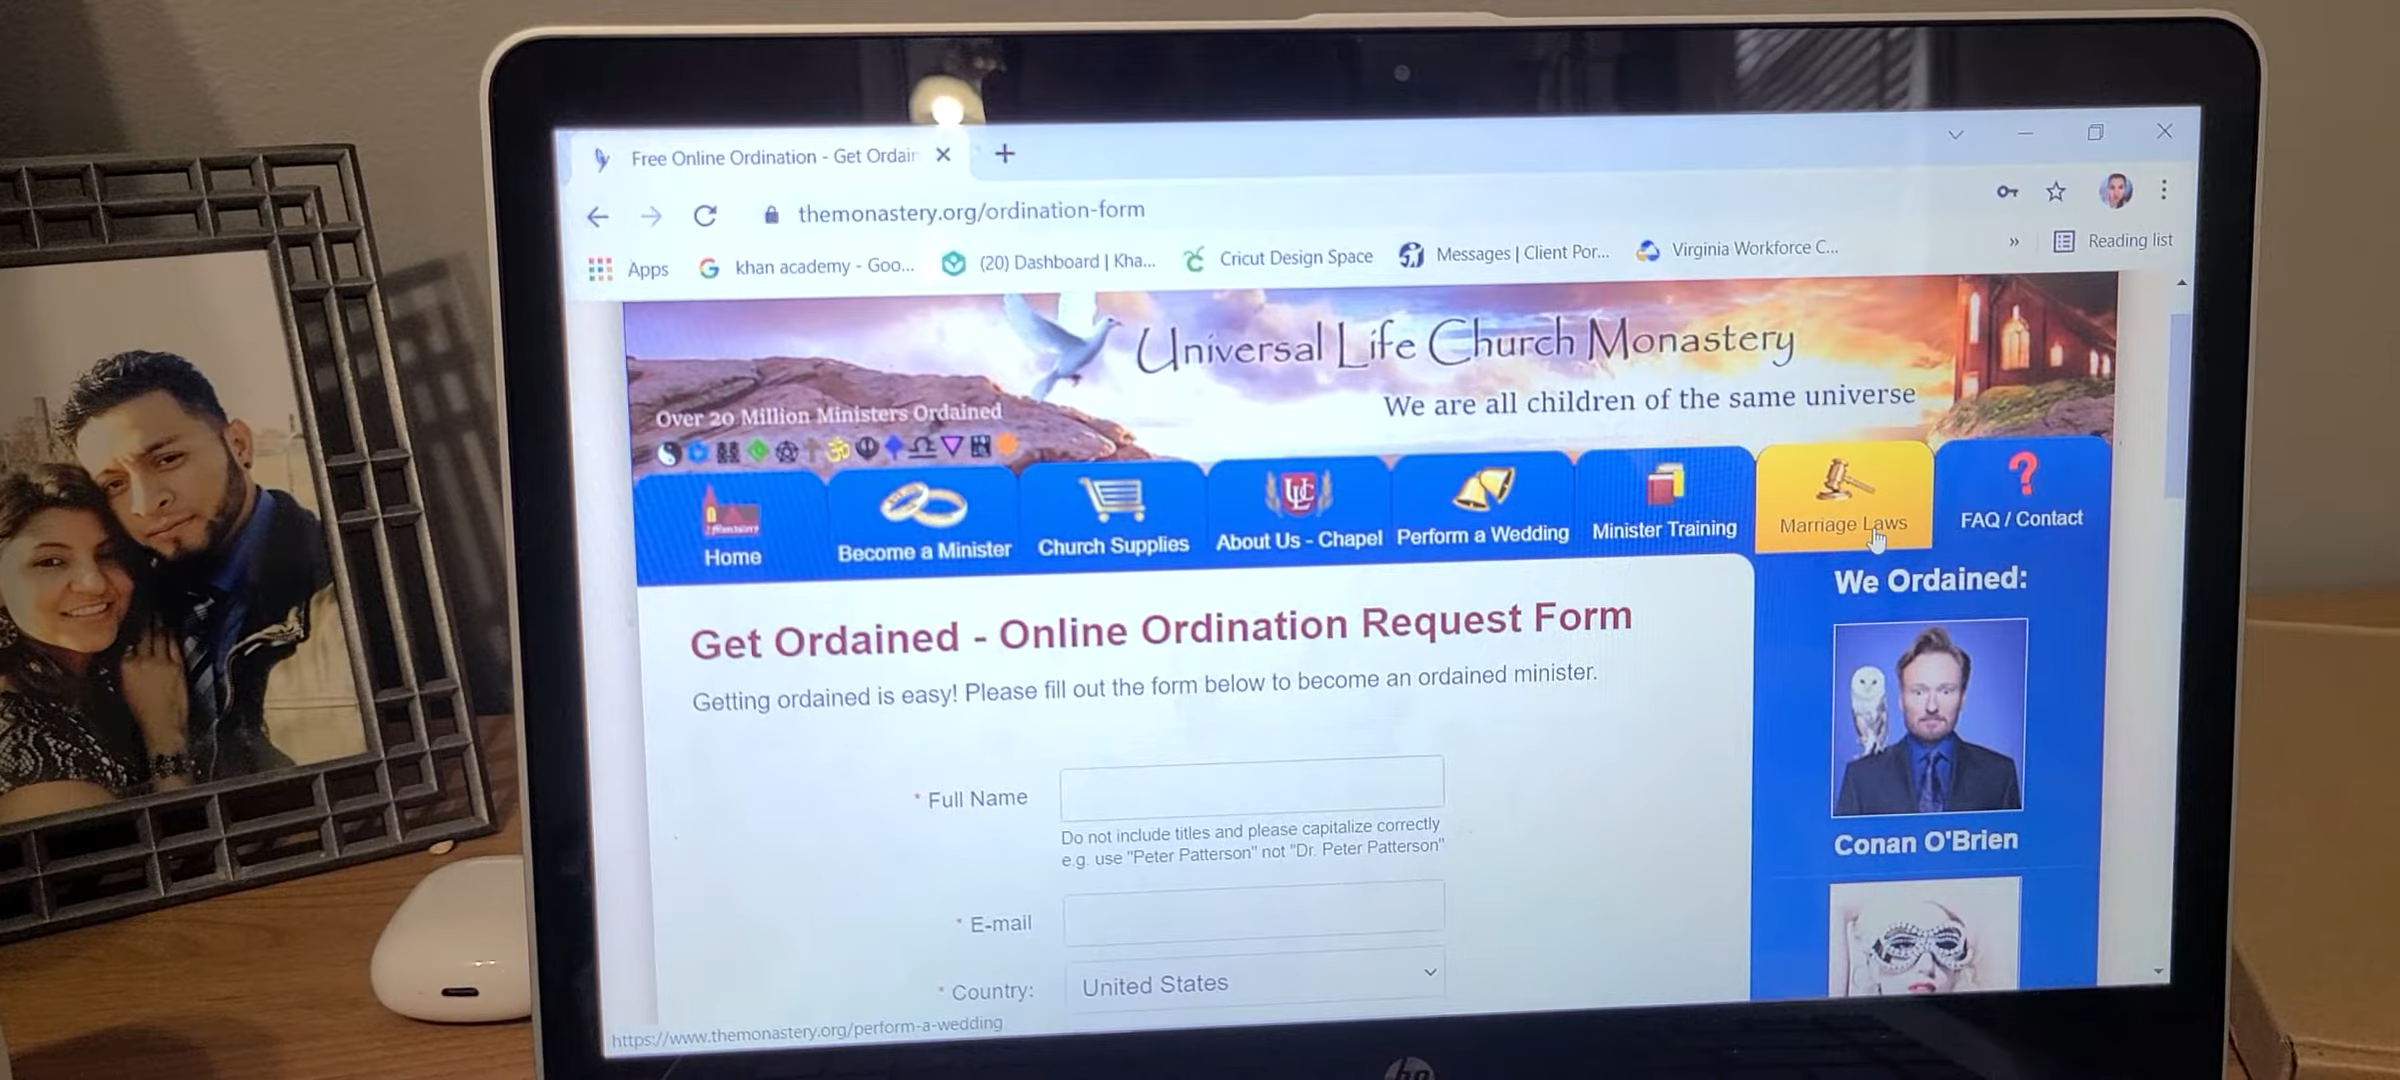 Free Online Ordination - Get Ordair
themonastery.org/ordination-form
Apps
khan academy - Goo...
(20) Dashboard | Kha...
Cricut Design Space
Messages | Client Por...
Virginia Workforce C...
»
Reading list
Universal Life Church Monastery
We are all children of the same universe
Over 20 Million Ministers Ordained
Home
Become a Minister
Church Supplies
ULC
About Us - Chapel
Perform a Wedding
Minister Training
Marriage Laws
FAQ / Contact
Get Ordained - Online Ordination Request Form
Getting ordained is easy! Please fill out the form below to become an ordained minister.
* Full Name
Do not include titles and please capitalize correctly
e.g. use "Peter Patterson" not "Dr. Peter Patterson"
* E-mail
* Country:
United States
We Ordained:
Conan O'Brien
https://www.themonastery.org/perform-a-wedding
hp